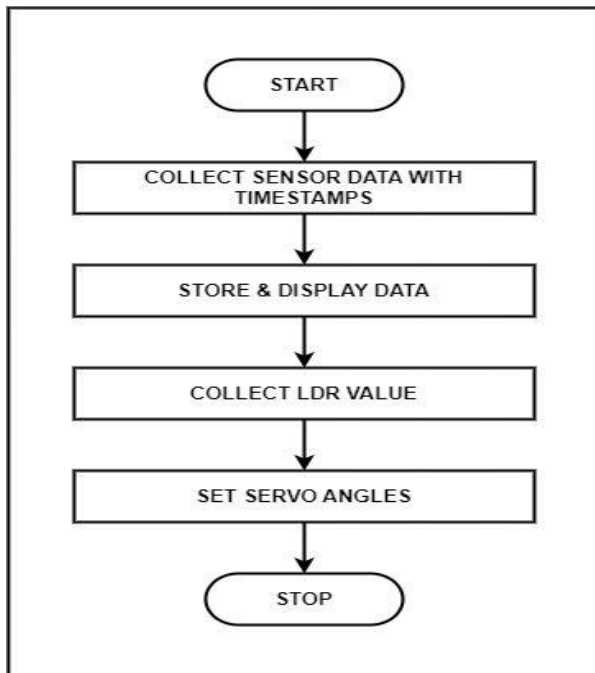 START
COLLECT SENSOR DATA WITH
TIMESTAMPS
STORE & DISPLAY DATA
COLLECT LDR VALUE
SET SERVO ANGLES
STOP